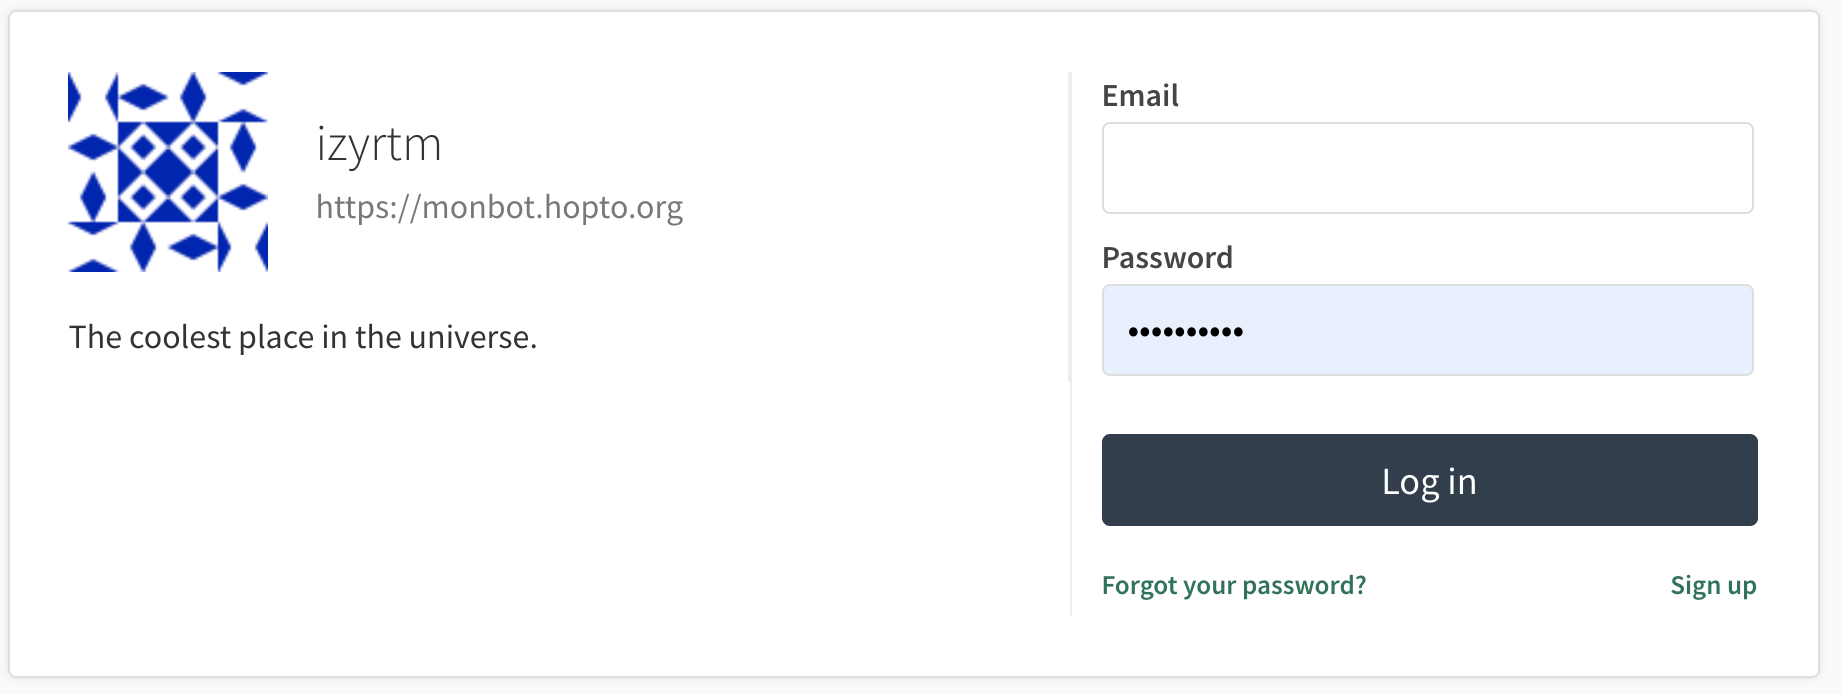 izyrtm
https://monbot.hopto.org
The coolest place in the universe.
Email
Password
••••••••••
Log in
Forgot your password?
Sign up